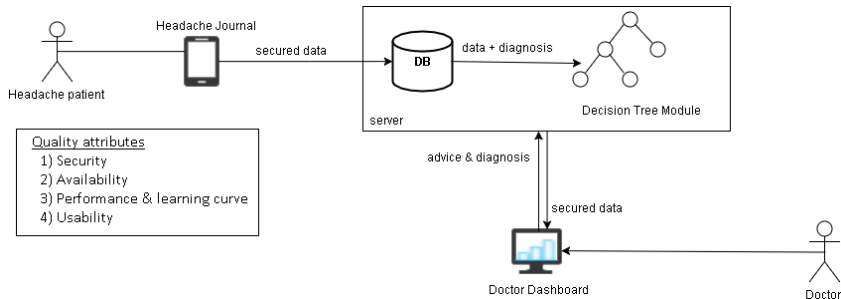 Headache Journal
secured data
DB
data + diagnosis
Headache patient
Decision Tree Module
server
Quality attributes
1) Security
2) Availability
3) Performance & learning curve
4) Usability
advice & diagnosis
secured data
Doctor Dashboard
Doctor